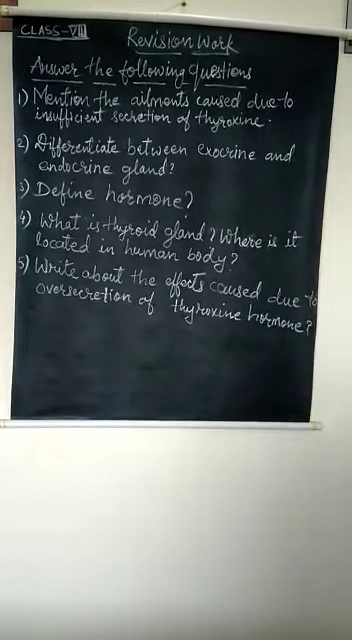 CLASS-VIII
Revision Work
Answer the following questions
1) Mention the ailments caused due to
insufficient secretion of thyroxine.
2) Differentiate between exocrine and
endocrine gland?
3) Define hormone?
4) What is thyroid gland? Where is it
located in human body?
5) Write about the effects caused due to
oversecretion of thyroxine hormone?